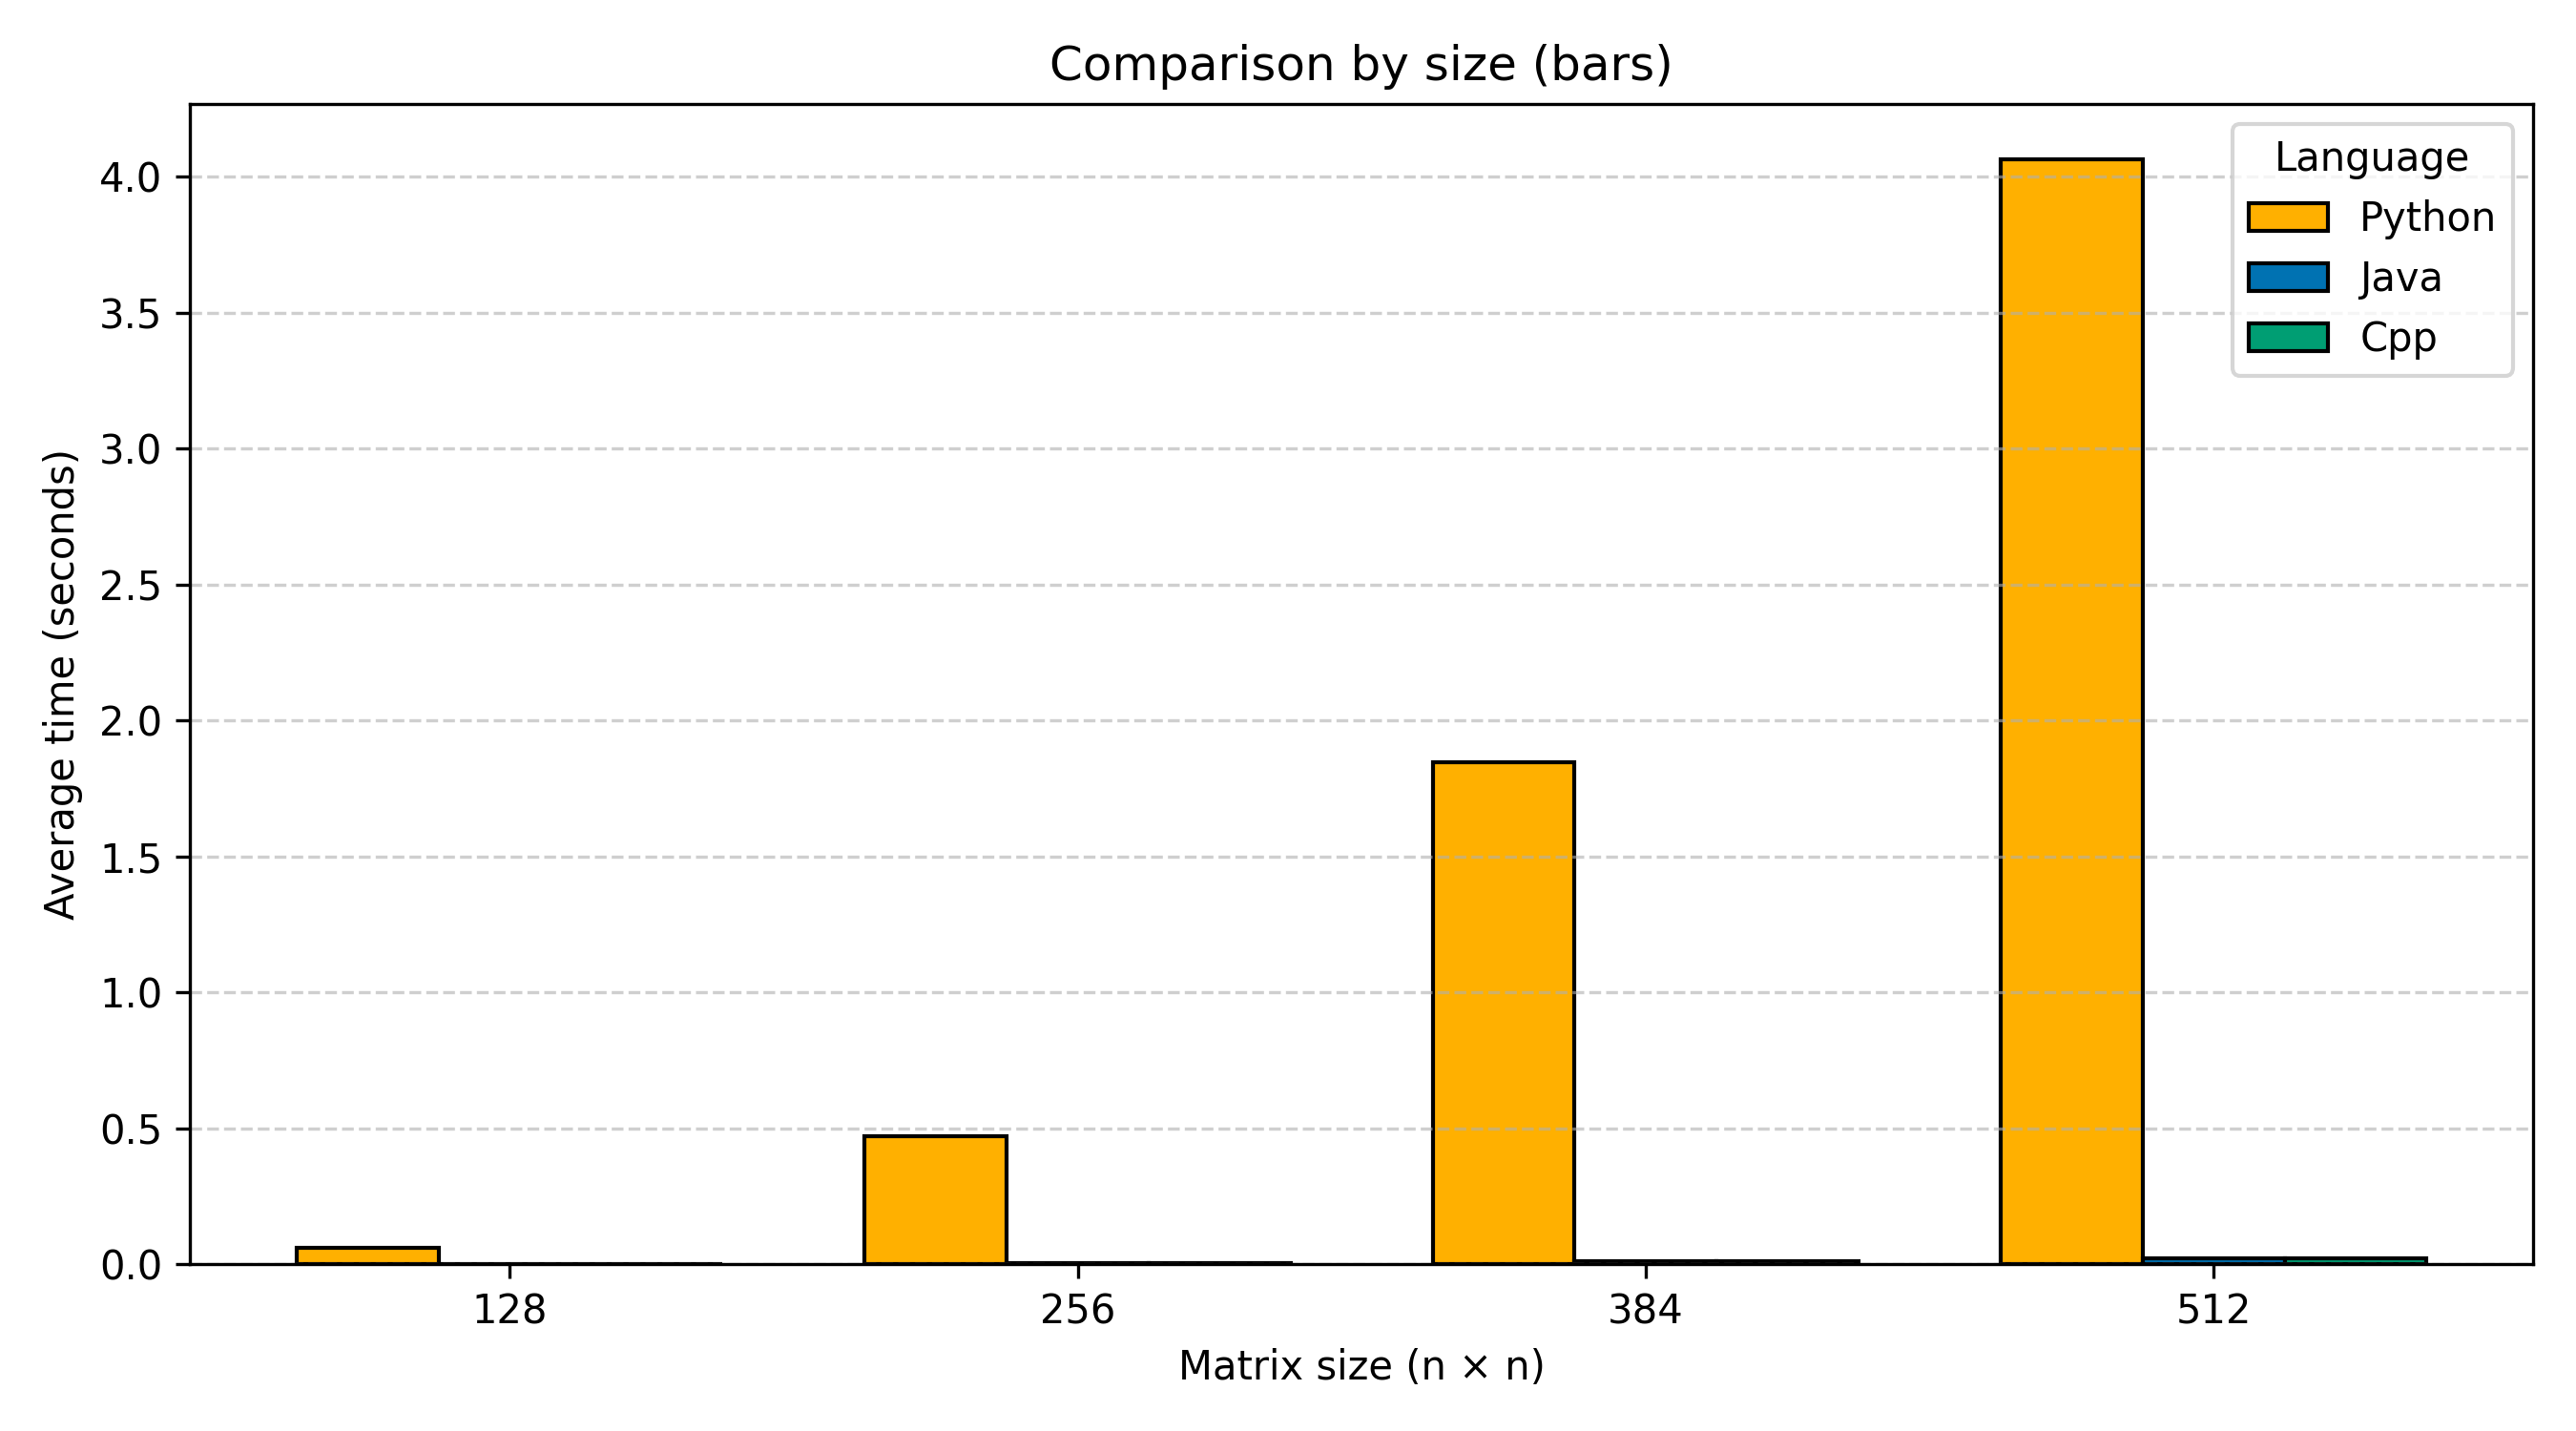 Comparison by size (bars)
Language
Python
Java
Cpp
Average time (seconds)
4.0
3.5
3.0
2.5
2.0
1.5
1.0
0.5
0.0
128 256 384 512
Matrix size (n × n)